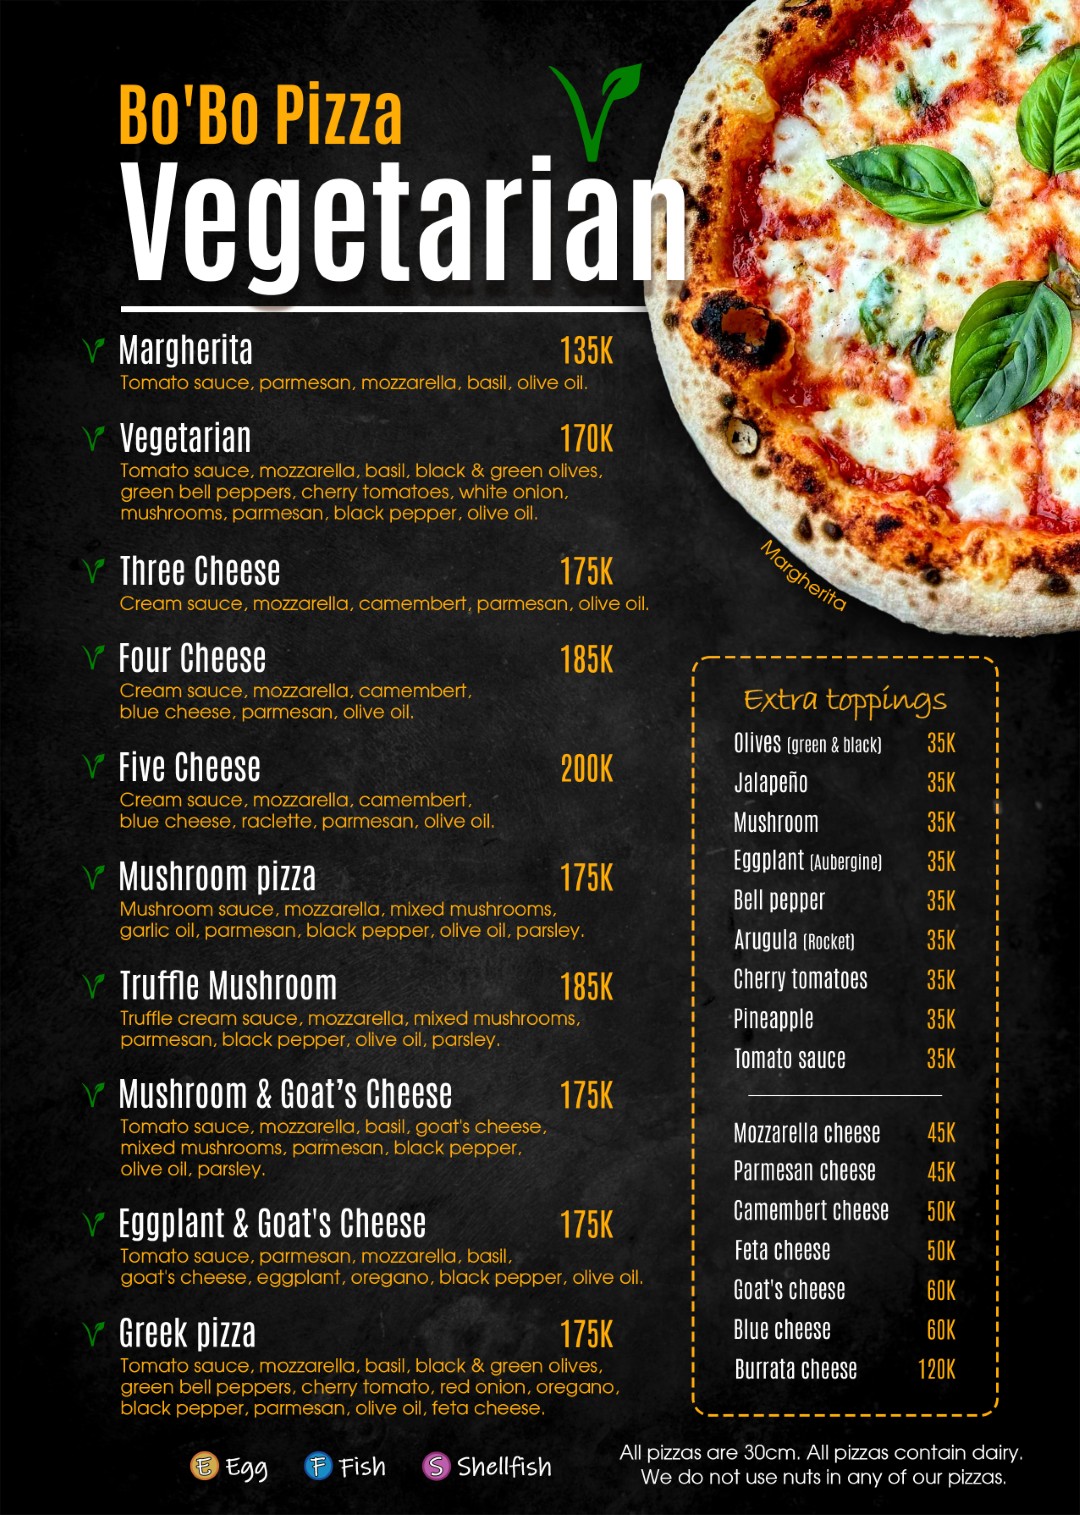 Bo'Bo Pizza
Vegetarian
Margherita 135K
Tomato sauce, parmesan, mozzarella, basil, olive oil.
Vegetarian 170K
Tomato sauce, mozzarella, basil, black & green olives,
green bell peppers, cherry tomatoes, white onion,
mushrooms, parmesan, black pepper, olive oil.
Three Cheese 175K
Cream sauce, mozzarella, camembert, parmesan, olive oil.
Four Cheese 185K
Cream sauce, mozzarella, camembert,
blue cheese, parmesan, olive oil.
Five Cheese 200K
Cream sauce, mozzarella, camembert,
blue cheese, raclette, parmesan, olive oil.
Mushroom pizza 175K
Mushroom sauce, mozzarella, mixed mushrooms,
garlic oil, parmesan, black pepper, olive oil, parsley.
Truffle Mushroom 185K
Truffle cream sauce, mozzarella, mixed mushrooms,
parmesan, black pepper, olive oil, parsley.
Mushroom & Goat’s Cheese 175K
Tomato sauce, mozzarella, basil, goat's cheese,
mixed mushrooms, parmesan, black pepper,
olive oil, parsley.
Eggplant & Goat's Cheese 175K
Tomato sauce, parmesan, mozzarella, basil,
goat's cheese, eggplant, oregano, black pepper, olive oil.
Greek pizza 175K
Tomato sauce, mozzarella, basil, black & green olives,
green bell peppers, cherry tomato, red onion, oregano,
black pepper, parmesan, olive oil, feta cheese.
Margherita
Extra toppings
Olives (green & black) 35K
Jalapeño 35K
Mushroom 35K
Eggplant (Aubergine) 35K
Bell pepper 35K
Arugula (Rocket) 35K
Cherry tomatoes 35K
Pineapple 35K
Tomato sauce 35K
Mozzarella cheese 45K
Parmesan cheese 45K
Camembert cheese 50K
Feta cheese 50K
Goat's cheese 60K
Blue cheese 60K
Burrata cheese 120K
E Egg F Fish S Shellfish
All pizzas are 30cm. All pizzas contain dairy.
We do not use nuts in any of our pizzas.